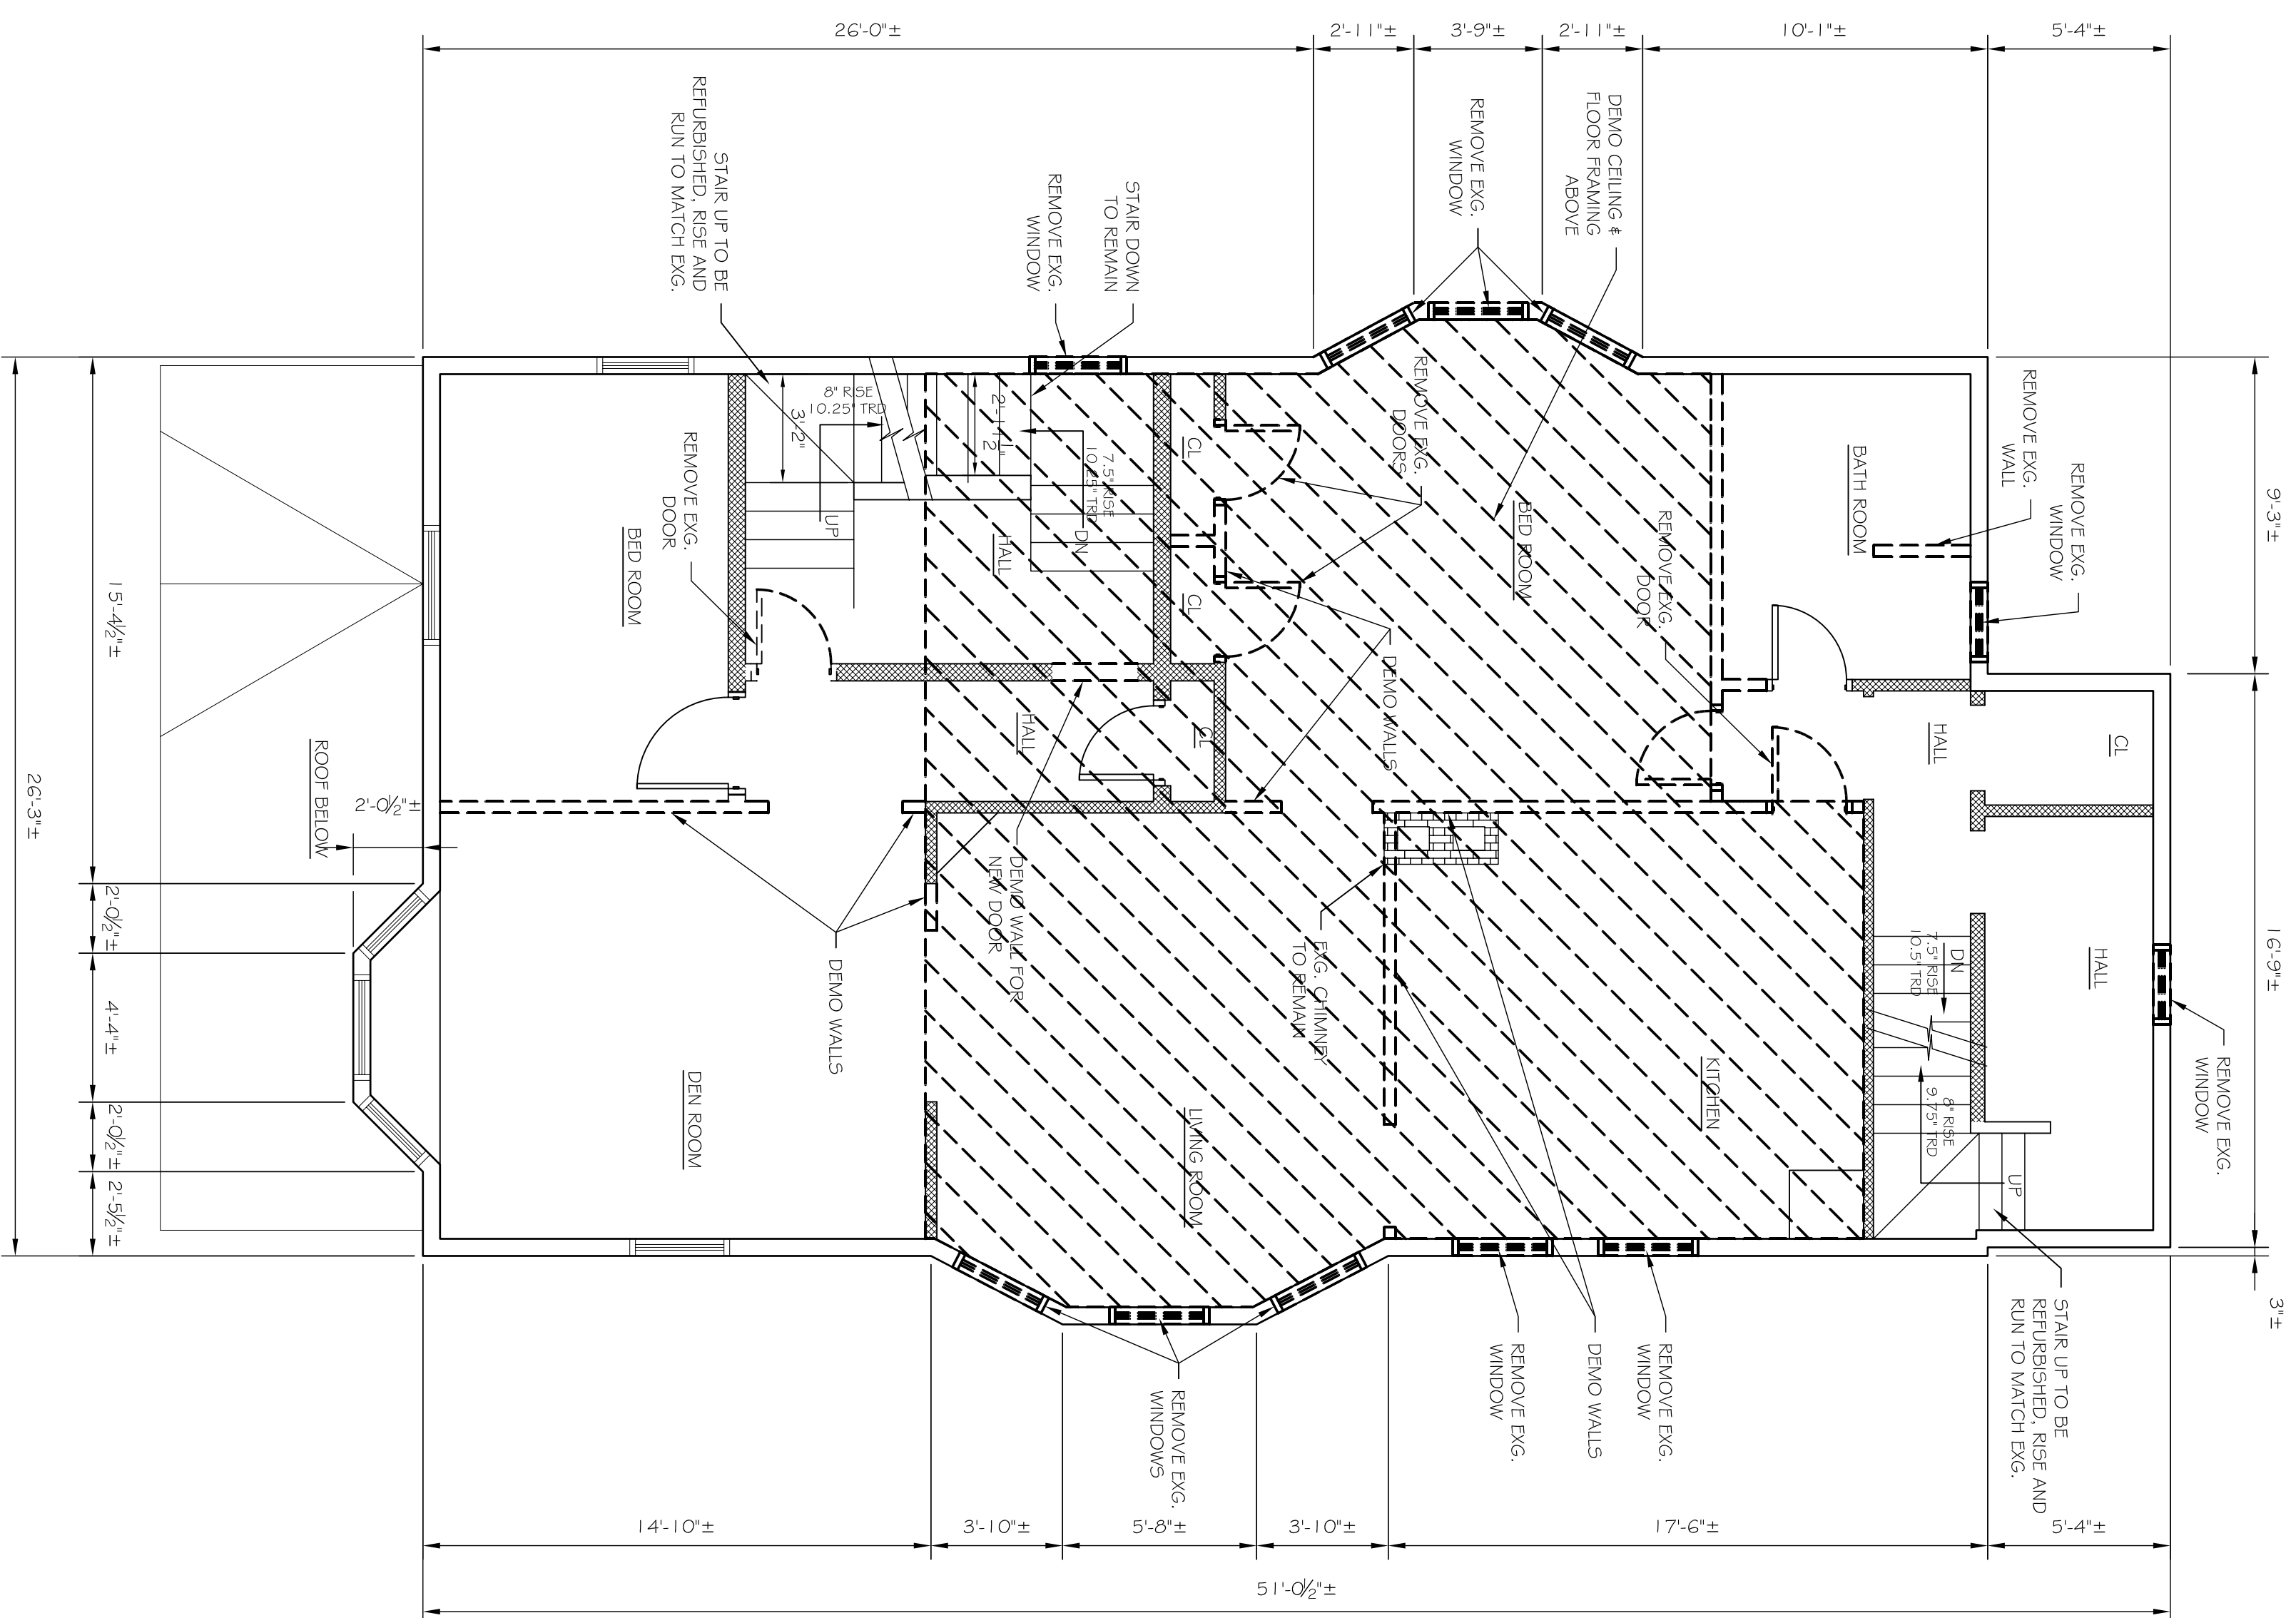 26'-0"±
2'-11"±
3'-9"±
2'-11"±
10'-1"±
5'-4"±
DEMO CEILING &
FLOOR FRAMING
ABOVE
REMOVE EXG.
WINDOW
STAIR DOWN
TO REMAIN
REMOVE EXG.
WINDOW
STAIR UP TO BE
REFURBISHED, RISE AND
RUN TO MATCH EXG.
9'-3"±
16'-9"±
3"±
REMOVE EXG.
WALL
REMOVE EXG.
WINDOW
BATH ROOM
REMOVE EXG.
DOORS
BED ROOM
REMOVE EXG.
DOOR
CL
CL
8" RISE
10.25" TRD
3'-2"
UP
7.5" RISE
10.25" TRD
DN
HALL
REMOVE EXG.
DOOR
BED ROOM
HALL
CL
DEMO WALLS
HALL
CL
HALL
DN
7.5" RISE
10.5" TRD
8" RISE
9.75" TRD
UP
REMOVE EXG.
WINDOW
STAIR UP TO BE
REFURBISHED, RISE AND
RUN TO MATCH EXG.
DEMO WALL FOR
NEW DOOR
EXG. CHIMNEY
TO REMAIN
DEMO WALLS
KITCHEN
LIVING ROOM
DEN ROOM
ROOF BELOW
2'-0 1/2"±
REMOVE EXG.
WINDOW
DEMO WALLS
REMOVE EXG.
WINDOW
REMOVE EXG.
WINDOWS
15'-4 1/2"±
2'-0 1/2"±
4'-4"±
2'-0 1/2"±
2'-5 1/2"±
26'-3"±
14'-10"±
3'-10"±
5'-8"±
3'-10"±
17'-6"±
5'-4"±
51'-0 1/2"±